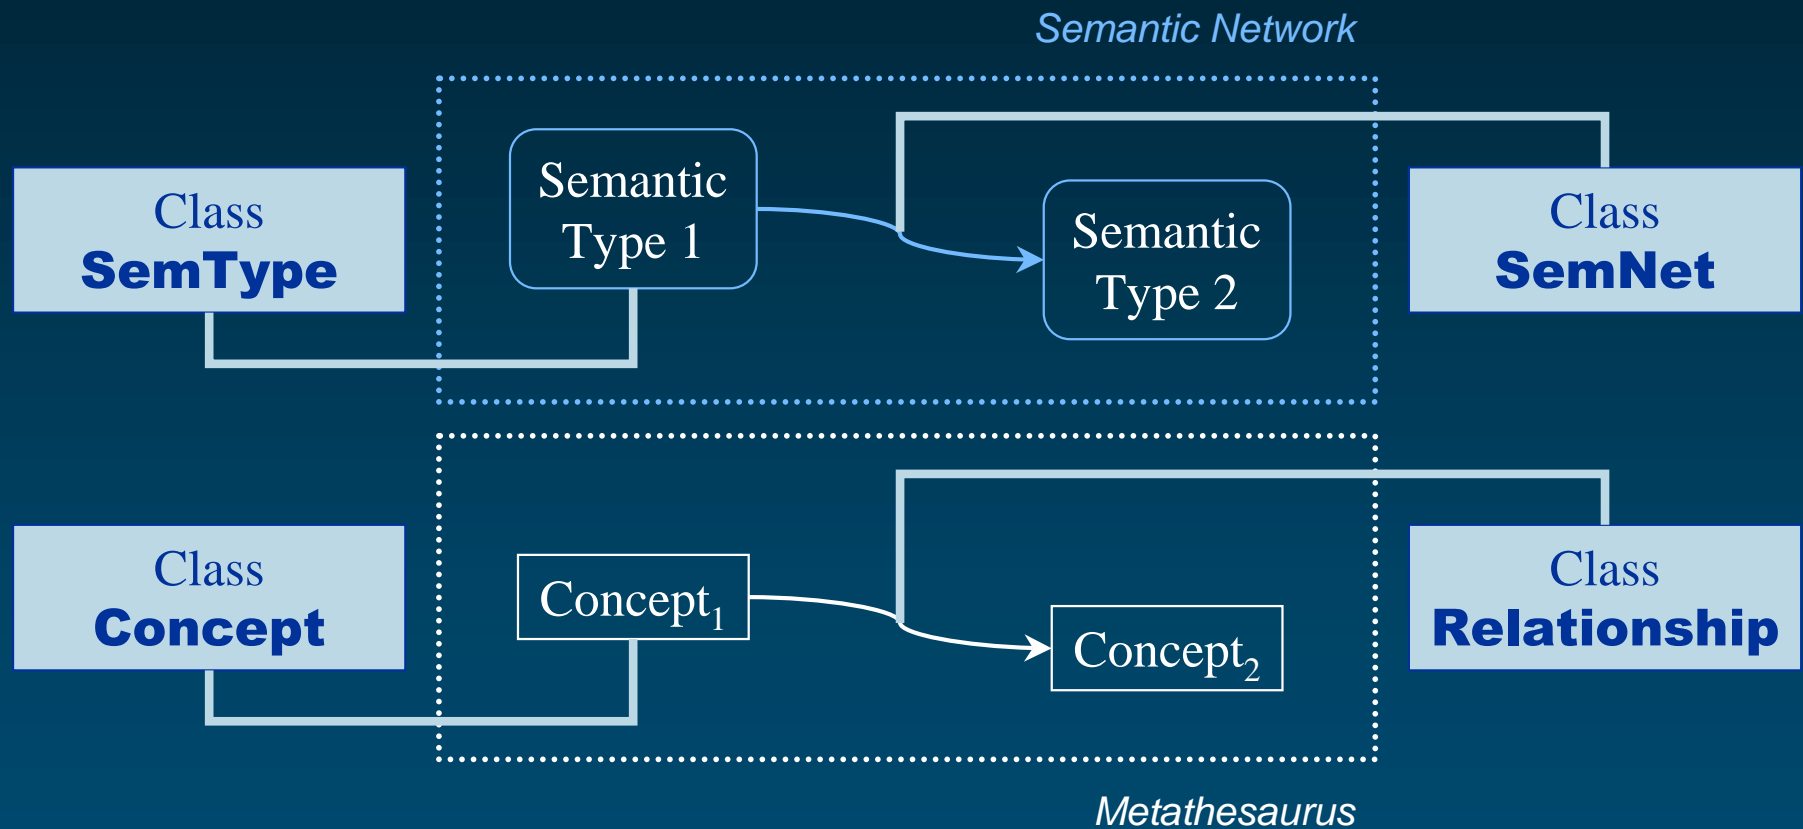 Semantic Network
Class
SemType
Semantic
Type 1
Semantic
Type 2
Class
SemNet
Class
Concept
Concept₁
Concept₂
Class
Relationship
Metathesaurus